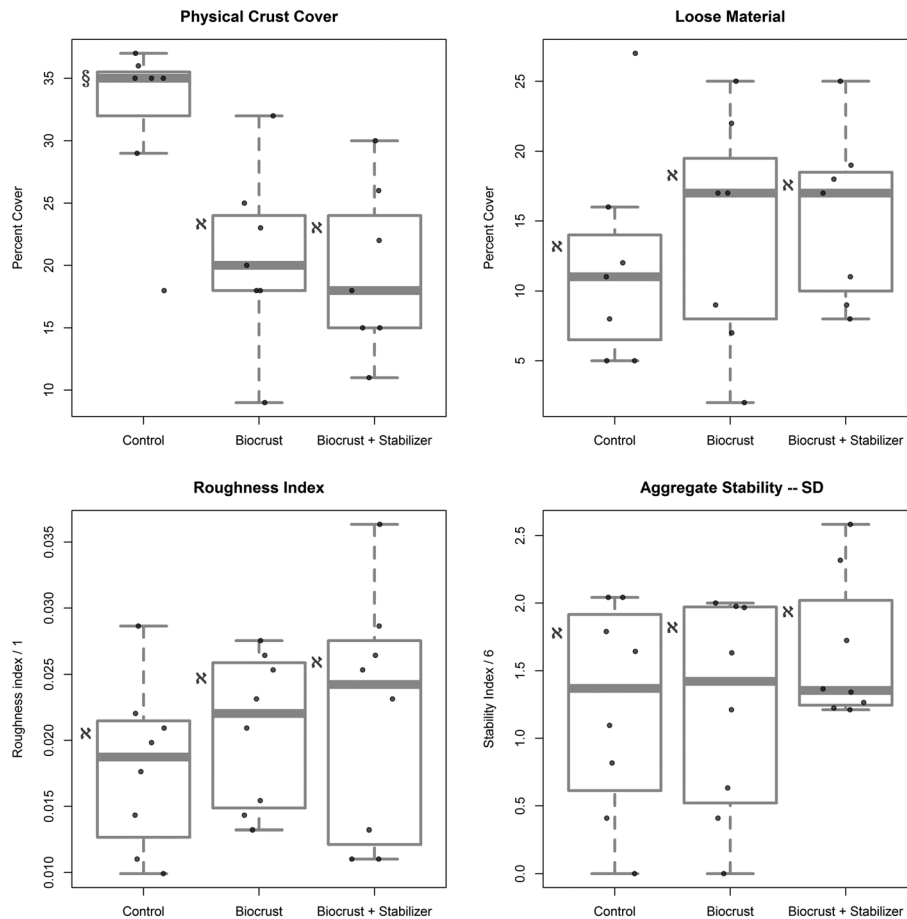 Physical Crust Cover
Percent Cover
35
30
25
20
15
10
§
ℵ
ℵ
Control
Biocrust
Biocrust + Stabilizer
Loose Material
Percent Cover
25
20
15
10
5
ℵ
ℵ
ℵ
Control
Biocrust
Biocrust + Stabilizer
Roughness Index
Roughness index / 1
0.035
0.030
0.025
0.020
0.015
0.010
ℵ
ℵ
ℵ
Control
Biocrust
Biocrust + Stabilizer
Aggregate Stability -- SD
Stability Index / 6
2.5
2.0
1.5
1.0
0.5
0.0
ℵ
ℵ
ℵ
Control
Biocrust
Biocrust + Stabilizer